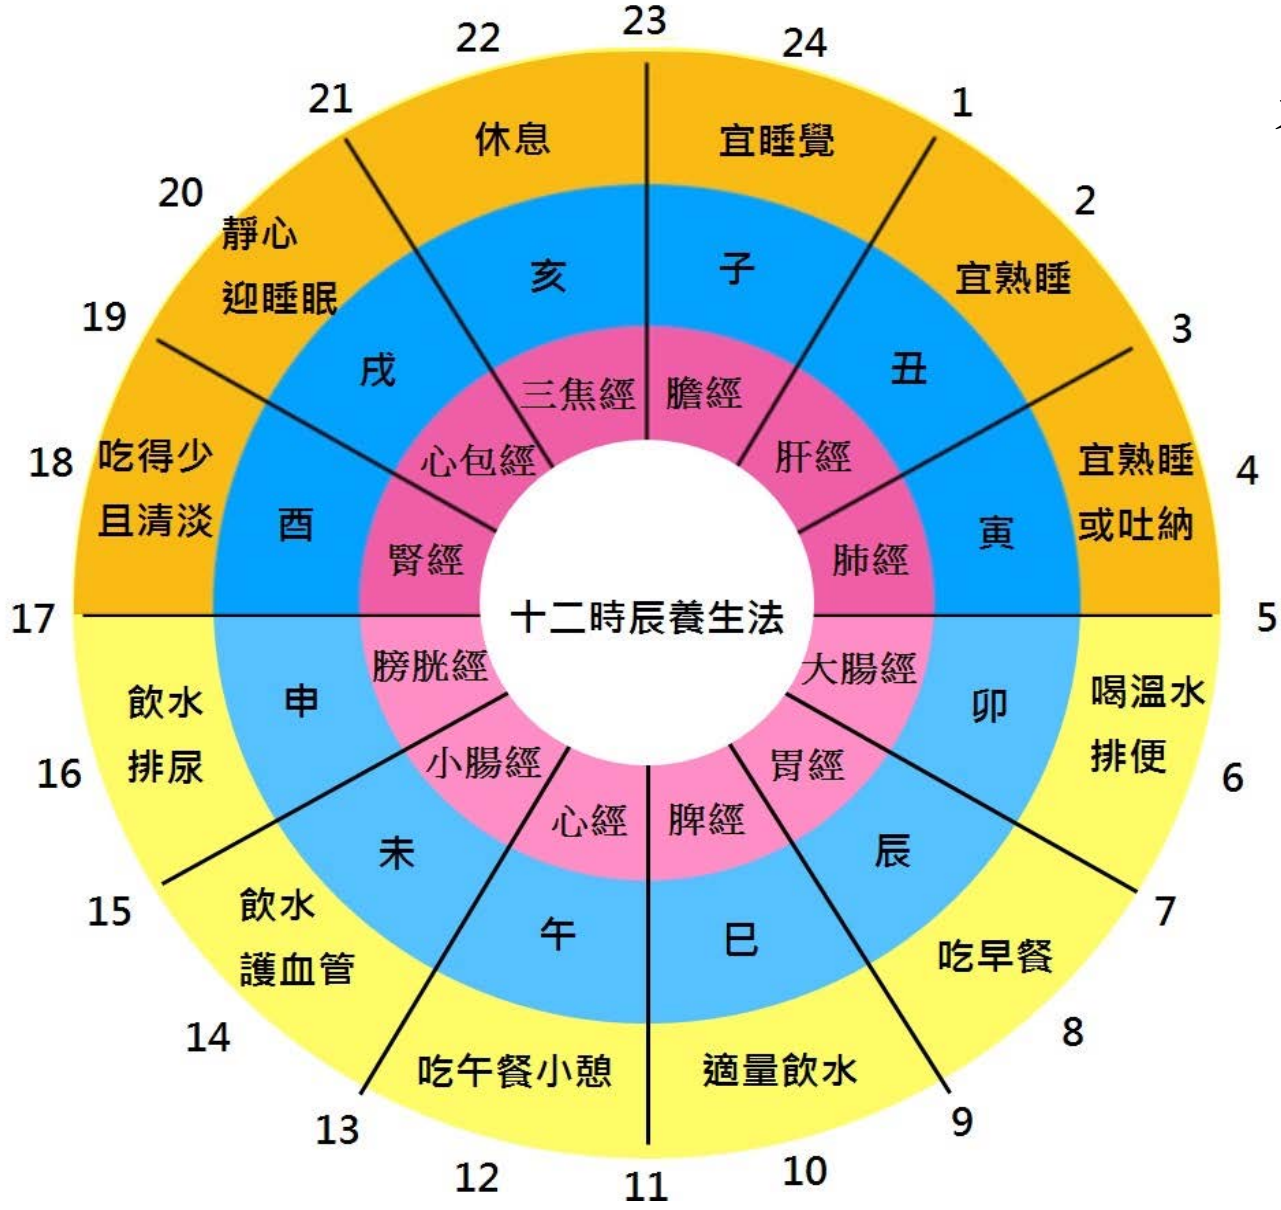 十二時辰養生法
23
24
宜睡覺
子
膽經
1
2
宜熟睡
丑
肝經
3
4
宜熟睡
或吐納
寅
肺經
5
6
喝溫水
排便
卯
大腸經
7
8
吃早餐
辰
胃經
9
10
適量飲水
巳
脾經
11
12
吃午餐小憩
午
心經
13
14
飲水
護血管
未
小腸經
15
16
飲水
排尿
申
膀胱經
17
18
吃得少
且清淡
酉
腎經
19
20
靜心
迎睡眠
戌
心包經
21
22
休息
亥
三焦經